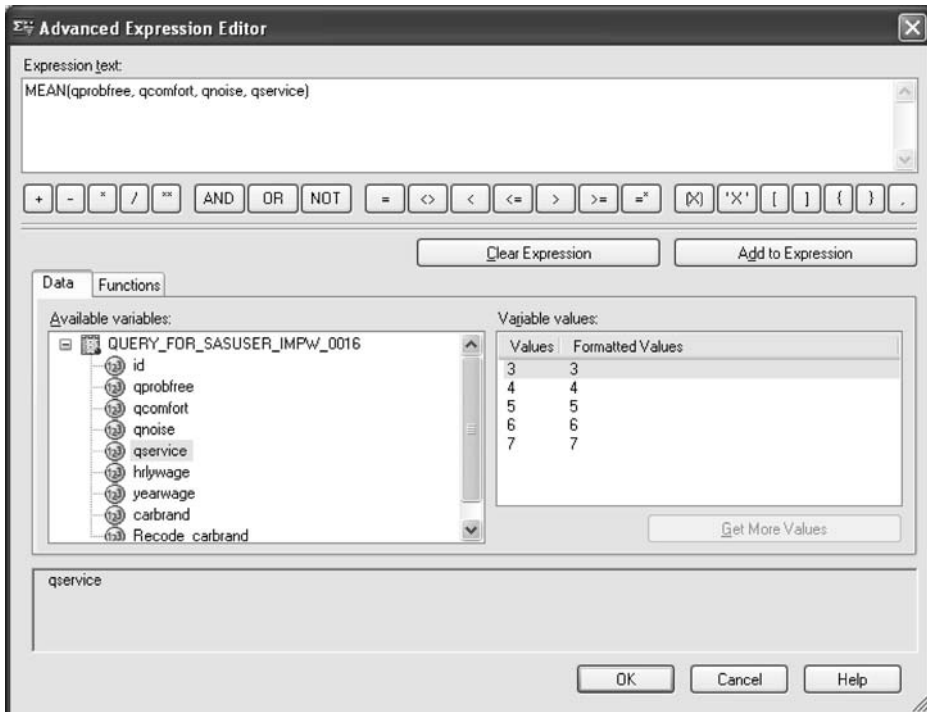 Advanced Expression Editor
Expression text:
MEAN(qprobfree, qcomfort, qnoise, qservice)
+ - * / ** AND OR NOT = <> < <= > >= =* (X) 'X' [ ] { } ,
Clear Expression Add to Expression
Data Functions
Available variables:
QUERY_FOR_SASUSER_IMPW_0016
id
qprobfree
qcomfort
qnoise
qservice
hrlywage
yearwage
carbrand
Recode_carbrand
Variable values:
Values Formatted Values
3 3
4 4
5 5
6 6
7 7
Get More Values
qservice
OK Cancel Help